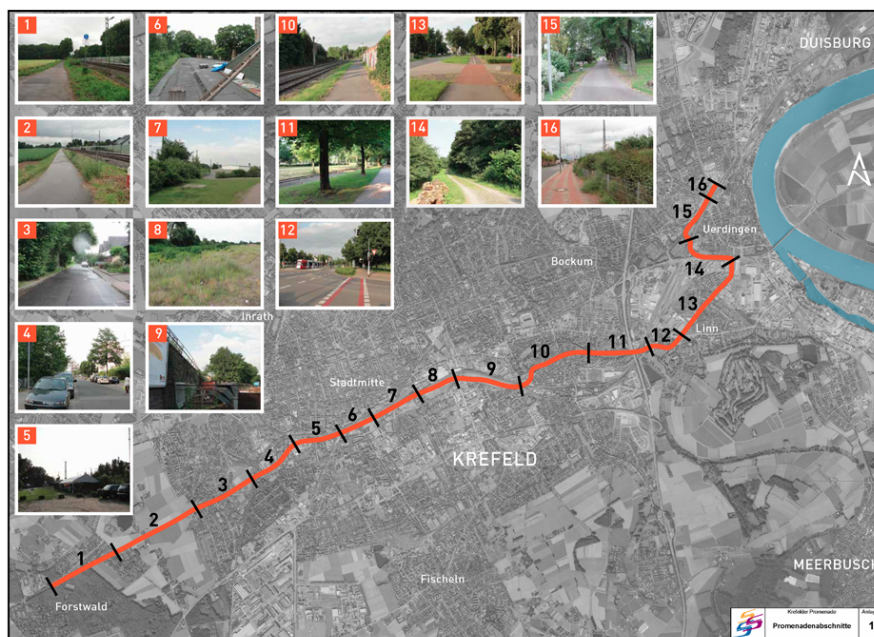 1
6
10
13
15
DUISBURG
2
7
11
14
16
3
8
12
Inrath
4
9
5
16
15
Uerdingen
14
Bockum
13
Linn
12
11
10
9
8
Stadtmitte
7
6
5
KREFELD
4
3
2
1
Forstwald
Fischeln
MEERBUSCH
Krefelder Promenade
Promenadenabschnitte
Anlage
1